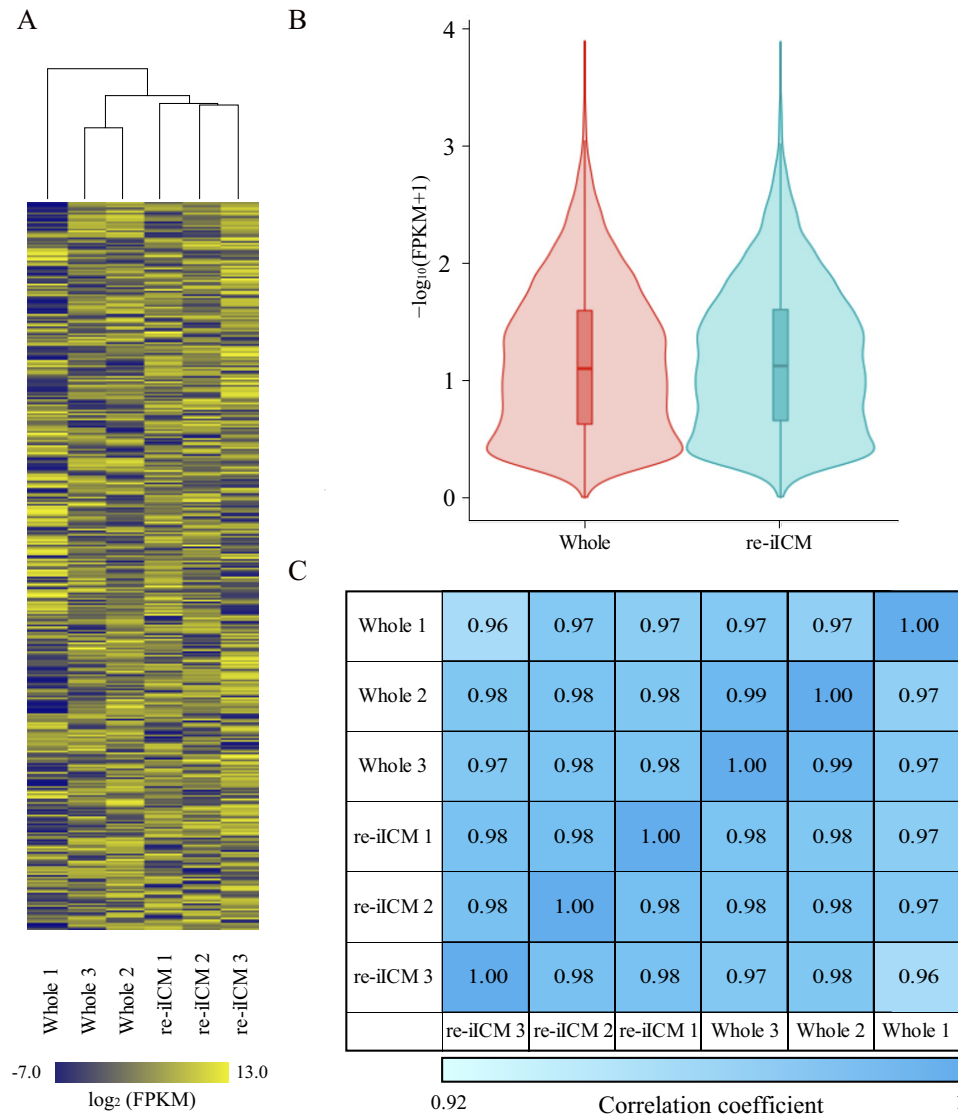 A
Whole 1
Whole 3
Whole 2
re-iICM 1
re-iICM 2
re-iICM 3
-7.0 13.0
log₂ (FPKM)
B
4
3
2
1
0
−log₁₀(FPKM+1)
Whole re-iICM
C
Whole 1 0.96 0.97 0.97 0.97 0.97 1.00
Whole 2 0.98 0.98 0.98 0.99 1.00 0.97
Whole 3 0.97 0.98 0.98 1.00 0.99 0.97
re-iICM 1 0.98 0.98 1.00 0.98 0.98 0.97
re-iICM 2 0.98 1.00 0.98 0.98 0.98 0.97
re-iICM 3 1.00 0.98 0.98 0.97 0.98 0.96
re-iICM 3 re-iICM 2 re-iICM 1 Whole 3 Whole 2 Whole 1
0.92 Correlation coefficient